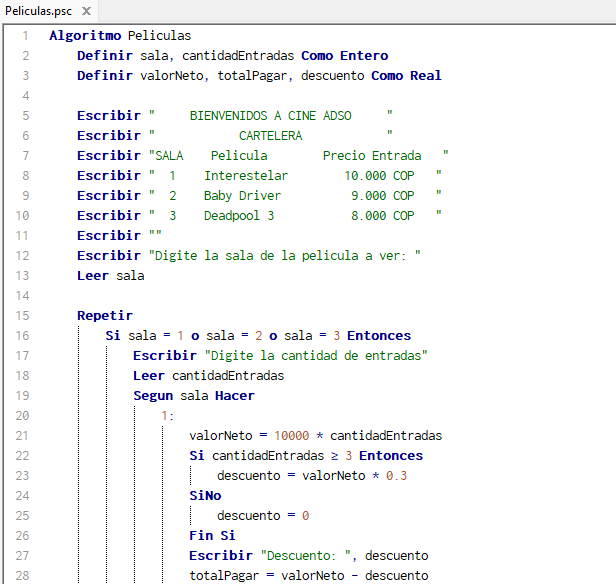 Peliculas.psc ×
1 Algoritmo Peliculas
2 Definir sala, cantidadEntradas Como Entero
3 Definir valorNeto, totalPagar, descuento Como Real
4
5 Escribir "     BIENVENIDOS A CINE ADSO     "
6 Escribir "            CARTELERA            "
7 Escribir "SALA    Pelicula        Precio Entrada   "
8 Escribir "  1    Interestelar        10.000 COP   "
9 Escribir "  2    Baby Driver          9.000 COP   "
10 Escribir "  3    Deadpool 3           8.000 COP   "
11 Escribir ""
12 Escribir "Digite la sala de la pelicula a ver: "
13 Leer sala
14
15 Repetir
16 Si sala = 1 o sala = 2 o sala = 3 Entonces
17 Escribir "Digite la cantidad de entradas"
18 Leer cantidadEntradas
19 Segun sala Hacer
20 1:
21 valorNeto = 10000 * cantidadEntradas
22 Si cantidadEntradas ≥ 3 Entonces
23 descuento = valorNeto * 0.3
24 SiNo
25 descuento = 0
26 Fin Si
27 Escribir "Descuento: ", descuento
28 totalPagar = valorNeto - descuento